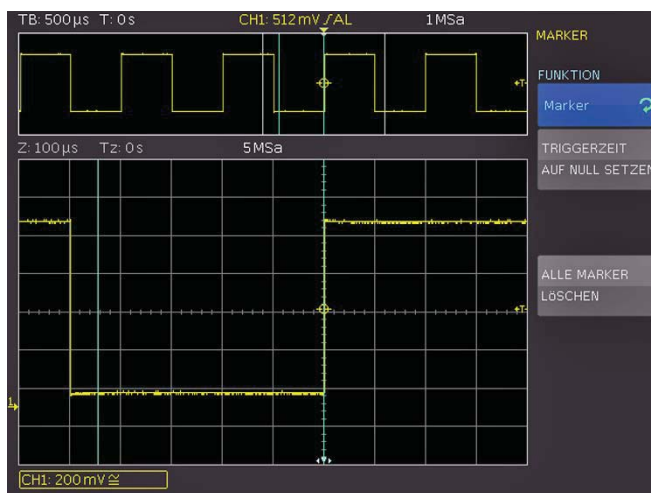 TB: 500µs T: 0s CH1: 512mV / AL 1MSa
MARKER
FUNKTION
Marker
TRIGGERZEIT
AUF NULL SETZEN
Z: 100µs Tz: 0s 5MSa
T
ALLE MARKER
LöSCHEN
T
1
CH1: 200mV ≅